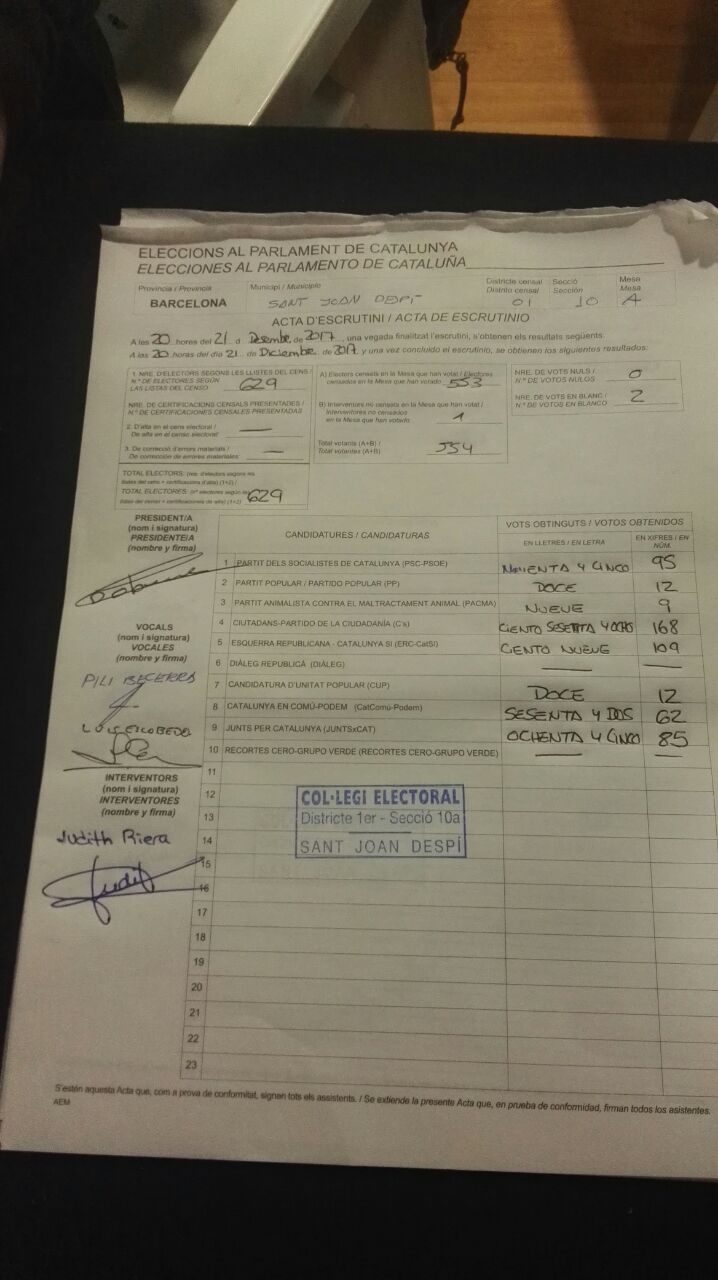 ELECCIONS AL PARLAMENT DE CATALUNYA
ELECCIONES AL PARLAMENTO DE CATALUÑA
Província / Provincia Municipi / Municipio Districte censal Secció Mesa
Distrito censal Sección Mesa
BARCELONA SANT JOAN DESPÍ 01 10 A
ACTA D'ESCRUTINI / ACTA DE ESCRUTINIO
A les 20 hores del 21 d Desembre de 2017, una vegada finalitzat l'escrutini, s'obtenen els resultats següents:
A las 20 horas del día 21 de Diciembre de 2017 y una vez concluido el escrutinio, se obtienen los siguientes resultados:
1. NRE. D'ELECTORS SEGONS LES LLISTES DEL CENS /
N.º DE ELECTORES SEGÚN
LAS LISTAS DEL CENSO 629
NRE. DE CERTIFICACIONS CENSALS PRESENTADES /
N.º DE CERTIFICACIONES CENSALES PRESENTADAS
2. D'alta en el cens electoral /
De alta en el censo electoral: —
3. De correcció d'errors materials /
De corrección de errores materiales: —
TOTAL ELECTORS: (nre. d'electors segons les
llistes del cens + certificacions d'alta) (1+2) /
TOTAL ELECTORES: (nº electores según las
listas del censo + certificaciones de alta) (1+2) 629
A) Electors censats en la Mesa que han votat / Electores
censados en la Mesa que han votado 553
B) Interventors no censats en la Mesa que han votat /
Interventores no censados
en la Mesa que han votado 1
Total votants (A+B) /
Total votantes (A+B) 554
NRE. DE VOTS NULS /
N.º DE VOTOS NULOS 0
NRE. DE VOTS EN BLANC /
N.º DE VOTOS EN BLANCO 2
PRESIDENT/A
(nom i signatura)
PRESIDENTE/A
(nombre y firma)
VOCALS
(nom i signatura)
VOCALES
(nombre y firma)
PILI BECERRA
LUIS ESCOBEDO
INTERVENTORS
(nom i signatura)
INTERVENTORES
(nombre y firma)
Judith Riera
Judit
CANDIDATURES / CANDIDATURAS VOTS OBTINGUTS / VOTOS OBTENIDOS
EN LLETRES / EN LETRA EN XIFRES / EN NÚM.
1 PARTIT DELS SOCIALISTES DE CATALUNYA (PSC-PSOE) NOVENTA Y CINCO 95
2 PARTIT POPULAR / PARTIDO POPULAR (PP) DOCE 12
3 PARTIT ANIMALISTA CONTRA EL MALTRACTAMENT ANIMAL (PACMA) NUEVE 9
4 CIUTADANS-PARTIDO DE LA CIUDADANÍA (C's) CIENTO SESENTA Y OCHO 168
5 ESQUERRA REPUBLICANA - CATALUNYA SÍ (ERC-CatSí) CIENTO NUEVE 109
6 DIÀLEG REPUBLICÀ (DIÀLEG) — —
7 CANDIDATURA D'UNITAT POPULAR (CUP) DOCE 12
8 CATALUNYA EN COMÚ-PODEM (CatComú-Podem) SESENTA Y DOS 62
9 JUNTS PER CATALUNYA (JUNTSxCAT) OCHENTA Y CINCO 85
10 RECORTES CERO-GRUPO VERDE (RECORTES CERO-GRUPO VERDE) — —
11
12
13
14
15
16
17
18
19
20
21
22
23
COL·LEGI ELECTORAL
Districte 1er - Secció 10a
SANT JOAN DESPÍ
S'estén aquesta Acta que, com a prova de conformitat, signen tots els assistents. / Se extiende la presente Acta que, en prueba de conformidad, firman todos los asistentes.
AEM